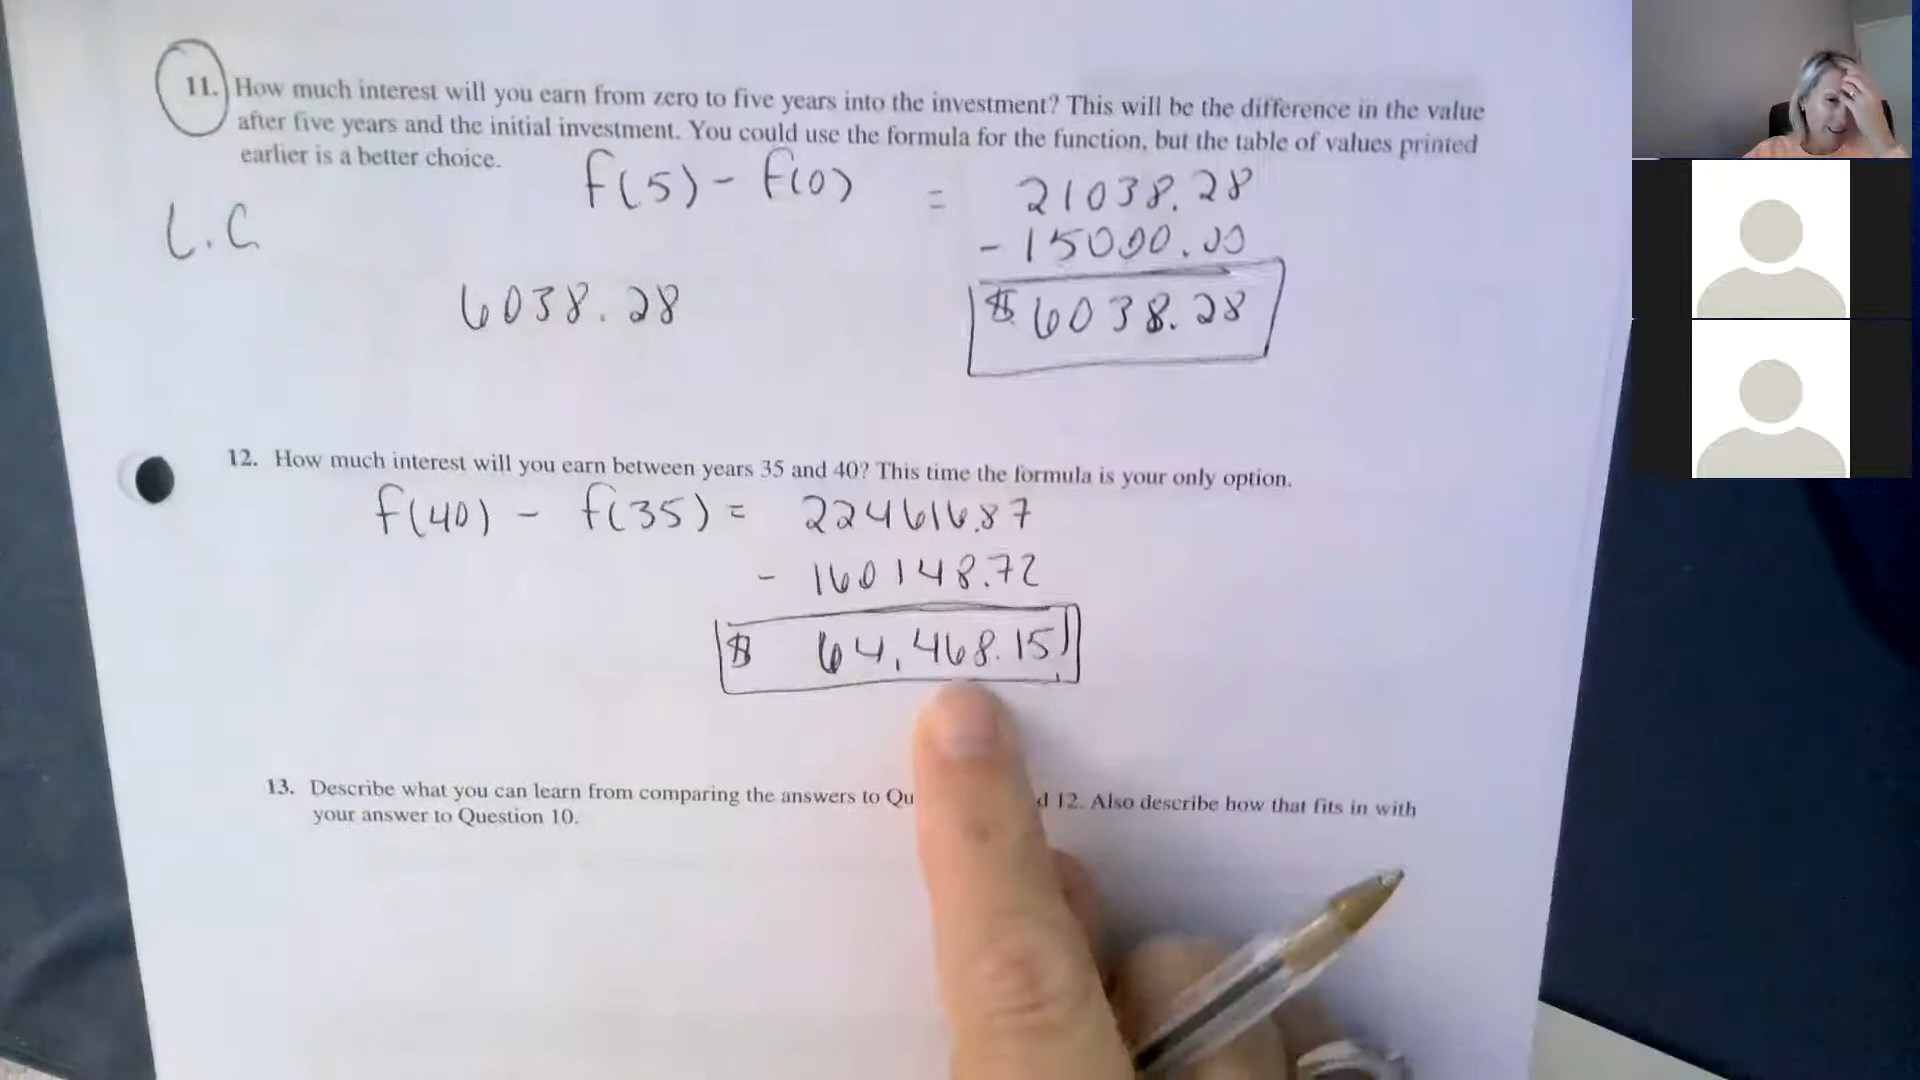 11. How much interest will you earn from zero to five years into the investment? This will be the difference in the value
after five years and the initial investment. You could use the formula for the function, but the table of values printed
earlier is a better choice.
f(5) - f(0) = 21038.28
L.C
- 15000.00
6038.28
$ 6038.28
12. How much interest will you earn between years 35 and 40? This time the formula is your only option.
f(40) - f(35) = 224616.87
- 160148.72
$ 64,468.15
13. Describe what you can learn from comparing the answers to Qu d 12. Also describe how that fits in with
your answer to Question 10.